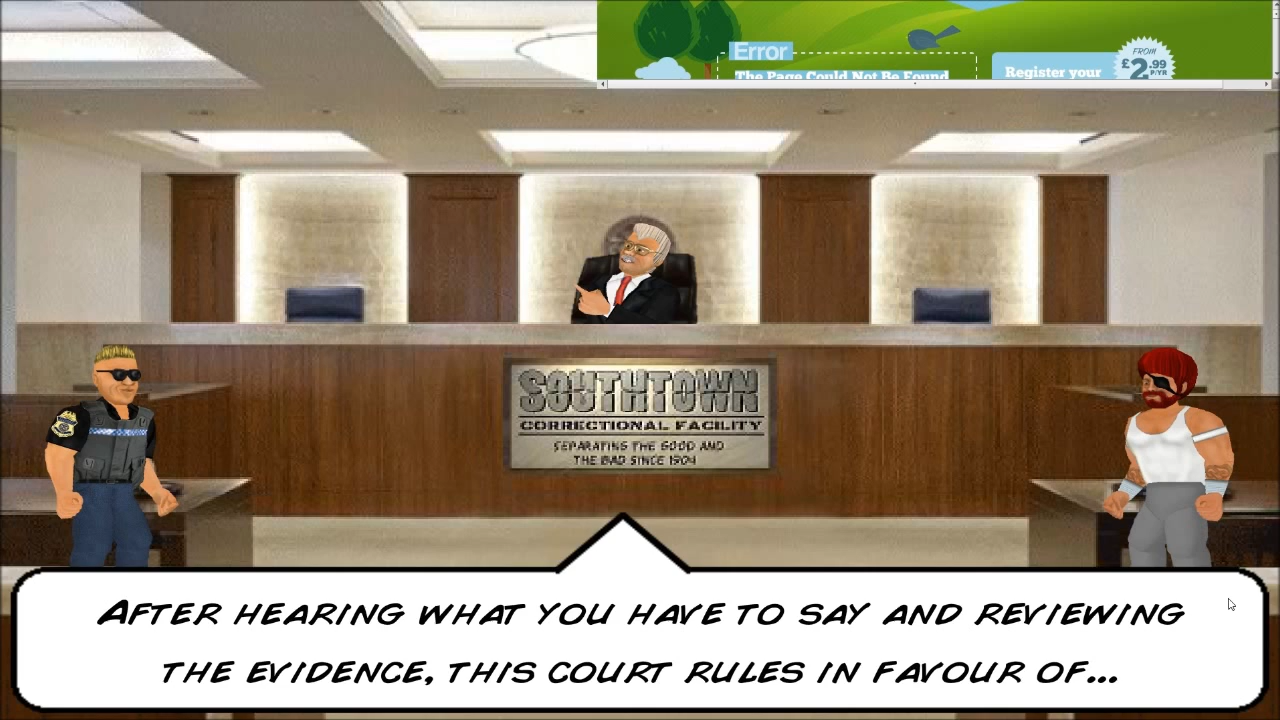 Error
The Page Could Not Be Found
Register your
FROM
£2.99
P/YR
SOUTHTOWN
CORRECTIONAL FACILITY
SEPARATING THE GOOD AND
THE BAD SINCE 1904
AFTER HEARING WHAT YOU HAVE TO SAY AND REVIEWING
THE EVIDENCE, THIS COURT RULES IN FAVOUR OF...